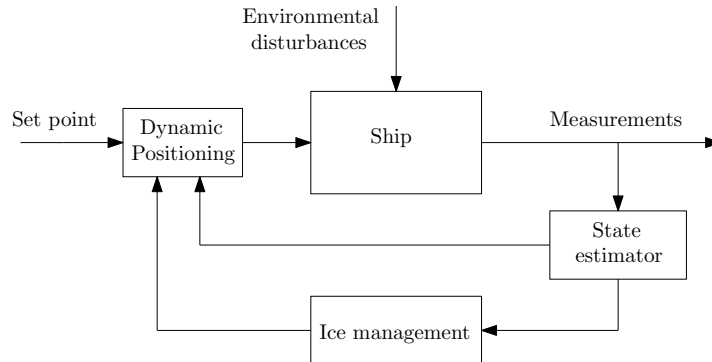 Environmental
disturbances
Set point
Dynamic
Positioning
Ship
Measurements
State
estimator
Ice management